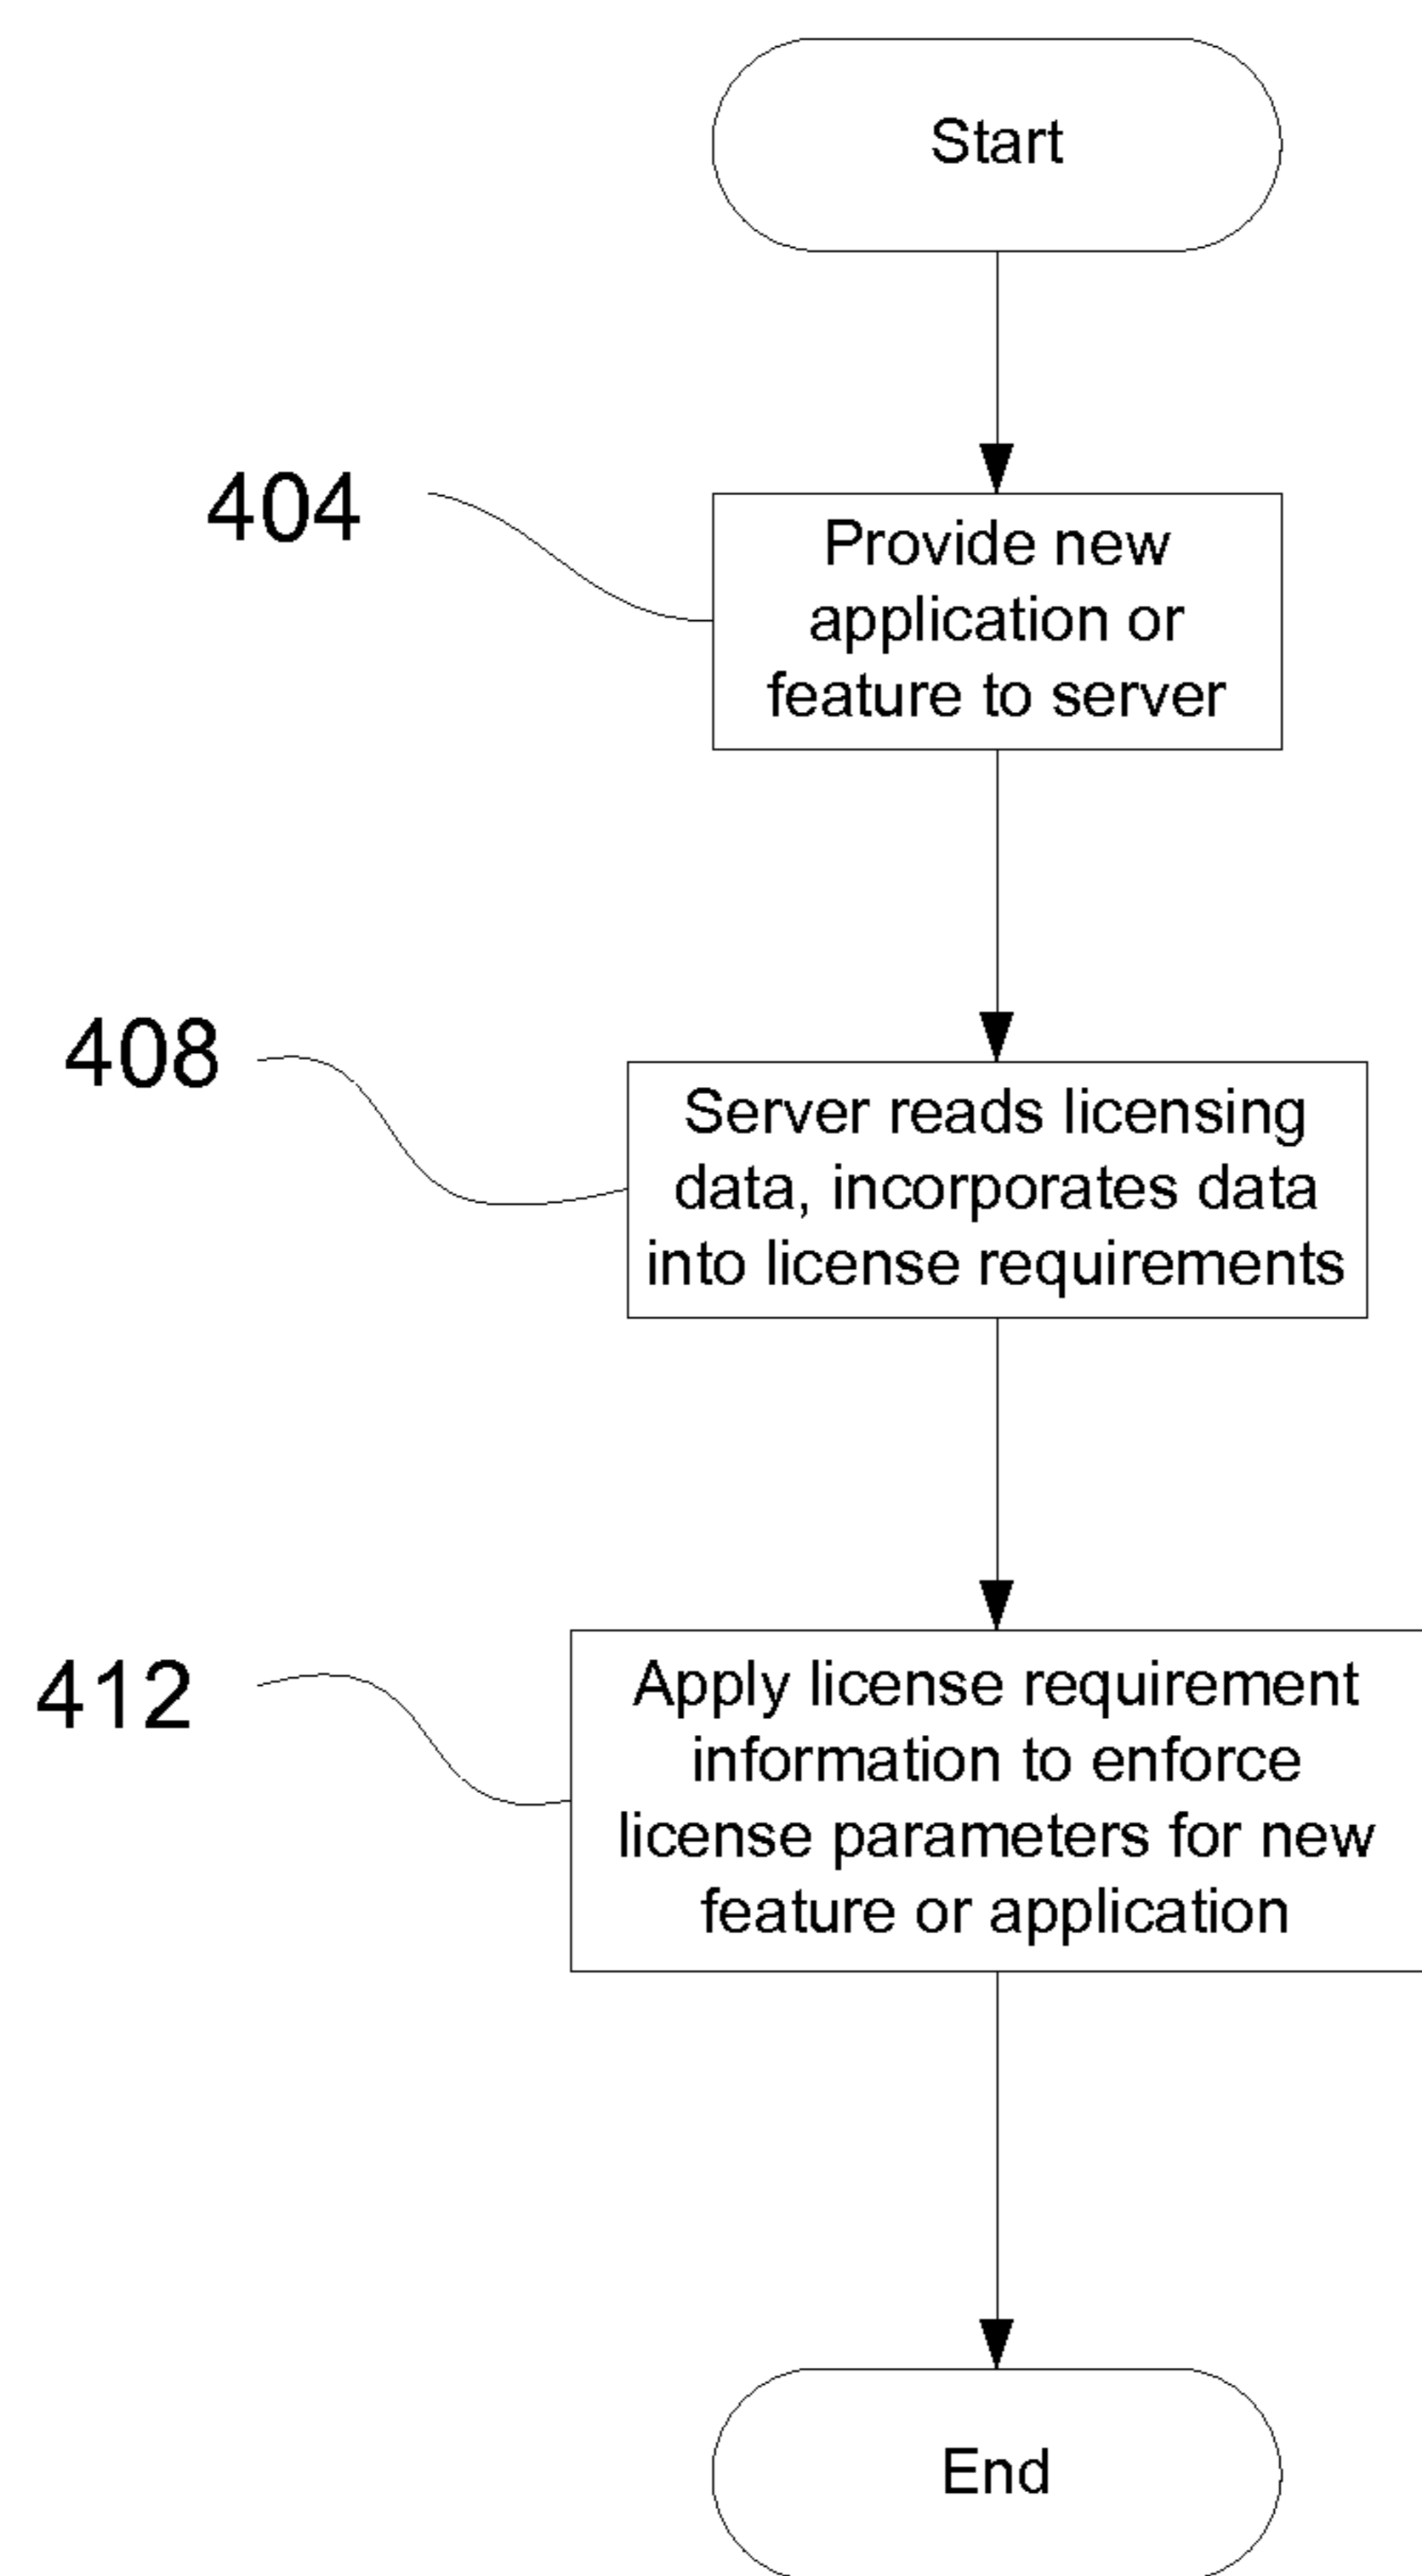 Start
404
Provide new
application or
feature to server
408
Server reads licensing
data, incorporates data
into license requirements
412
Apply license requirement
information to enforce
license parameters for new
feature or application
End